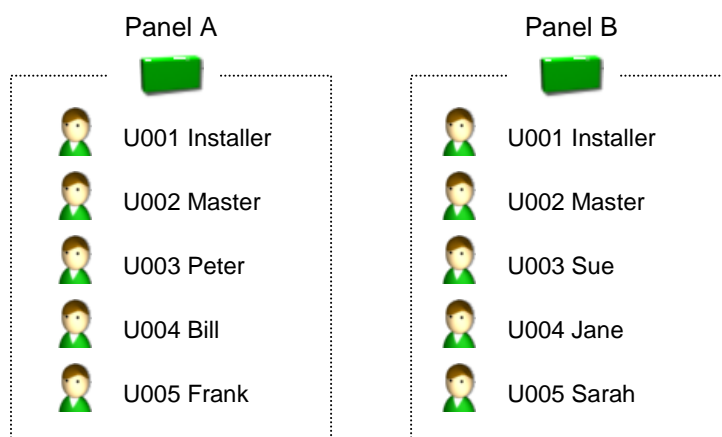 Panel A
U001 Installer
U002 Master
U003 Peter
U004 Bill
U005 Frank
Panel B
U001 Installer
U002 Master
U003 Sue
U004 Jane
U005 Sarah